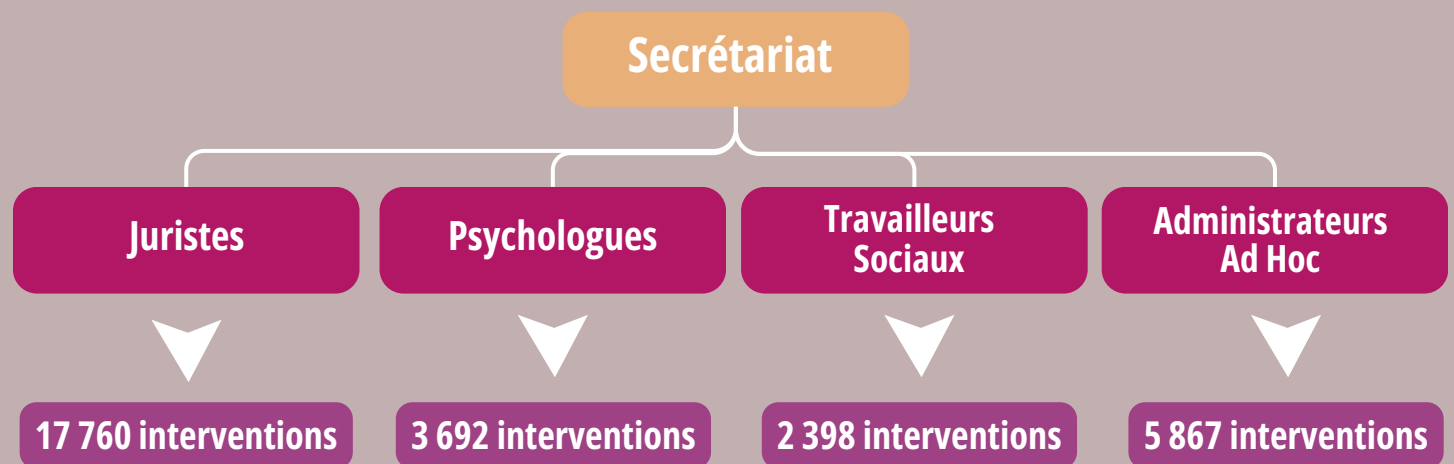 Secrétariat
Juristes
Psychologues
Travailleurs
Sociaux
Administrateurs
Ad Hoc
17 760 interventions
3 692 interventions
2 398 interventions
5 867 interventions